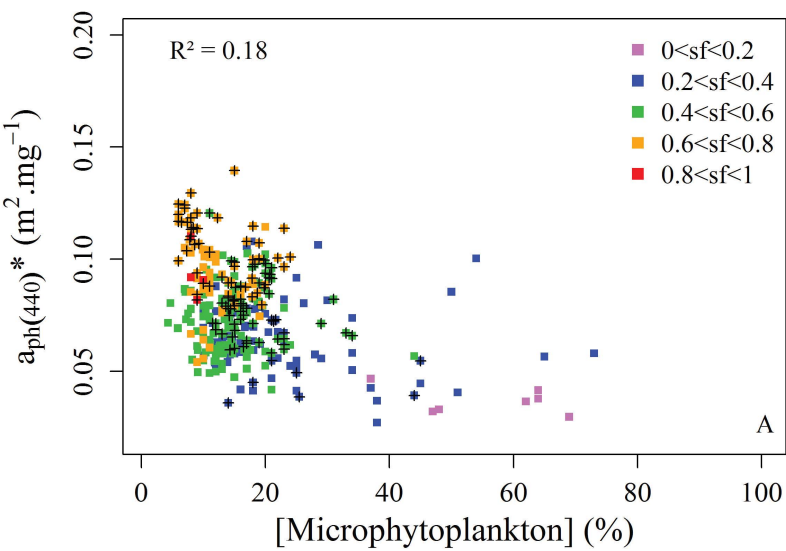 0.20
0.15
0.10
0.05
aph(440)* (m².mg⁻¹)
R² = 0.18
0<sf<0.2
0.2<sf<0.4
0.4<sf<0.6
0.6<sf<0.8
0.8<sf<1
A
0 20 40 60 80 100
[Microphytoplankton] (%)